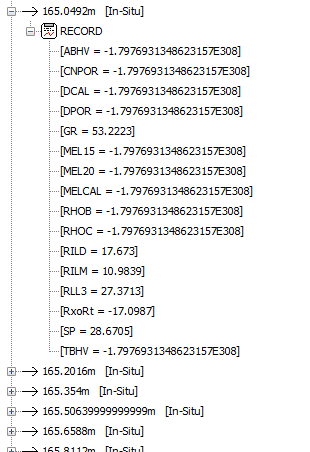 165.0492m [In-Situ]
RECORD
[ABHV = -1.7976931348623157E308]
[CNPOR = -1.7976931348623157E308]
[DCAL = -1.7976931348623157E308]
[DPOR = -1.7976931348623157E308]
[GR = 53.2223]
[MEL15 = -1.7976931348623157E308]
[MEL20 = -1.7976931348623157E308]
[MELCAL = -1.7976931348623157E308]
[RHOB = -1.7976931348623157E308]
[RHOC = -1.7976931348623157E308]
[RILD = 17.673]
[RILM = 10.9839]
[RLL3 = 27.3713]
[RxoRt = -17.0987]
[SP = 28.6705]
[TBHV = -1.7976931348623157E308]
165.2016m [In-Situ]
165.354m [In-Situ]
165.50639999999999m [In-Situ]
165.6588m [In-Situ]
165.8112m [In-Situ]